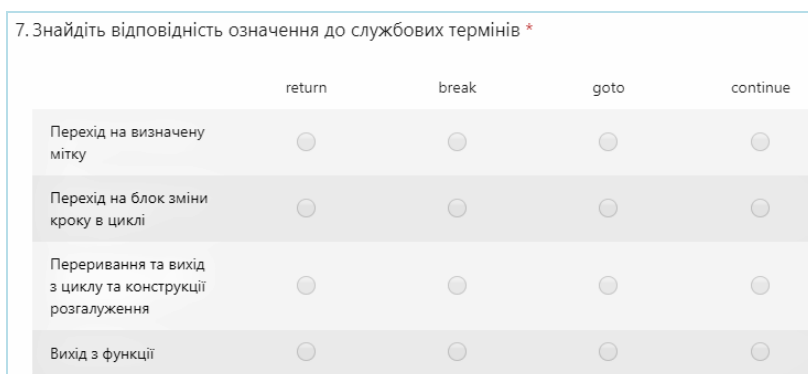 7. Знайдіть відповідність означення до службових термінів *
return break goto continue
Перехід на визначену
мітку
Перехід на блок зміни
кроку в циклі
Переривання та вихід
з циклу та конструкції
розгалуження
Вихід з функції